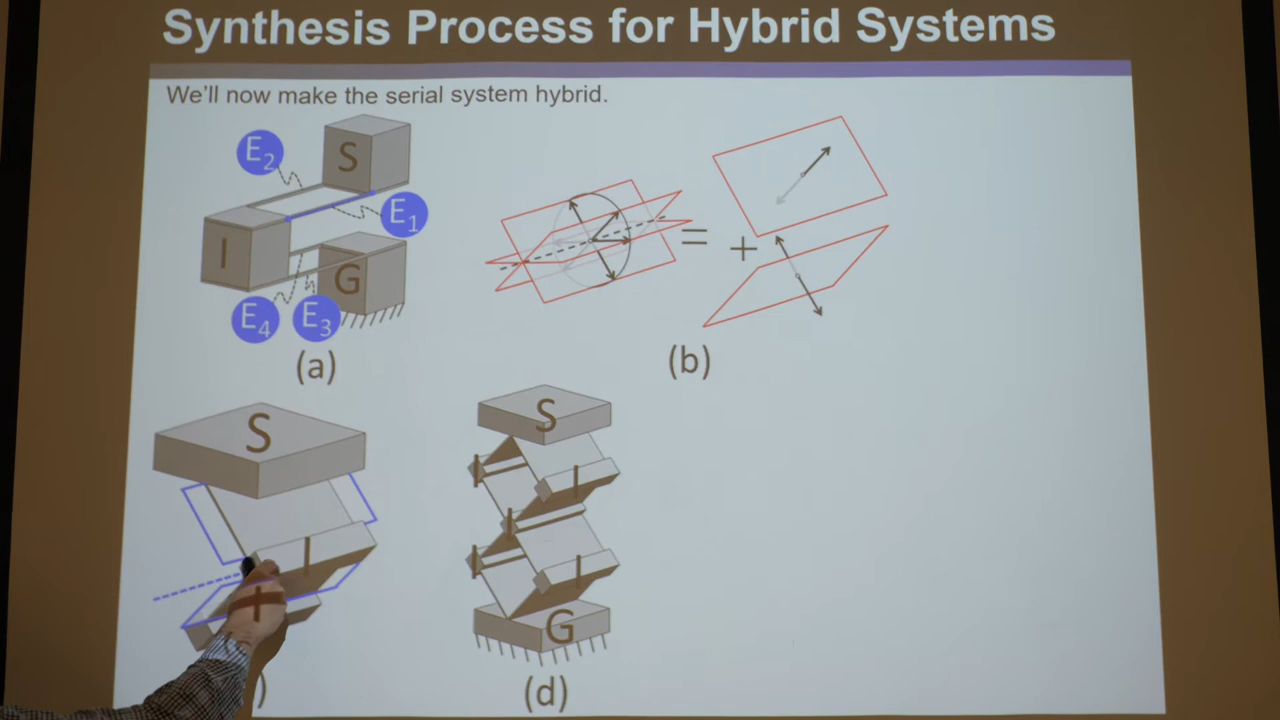 Synthesis Process for Hybrid Systems
We'll now make the serial system hybrid.
E2
S
E1
I
G
E4
E3
(a)
=
+
(b)
S
I
)
S
I
I
I
I
I
G
(d)